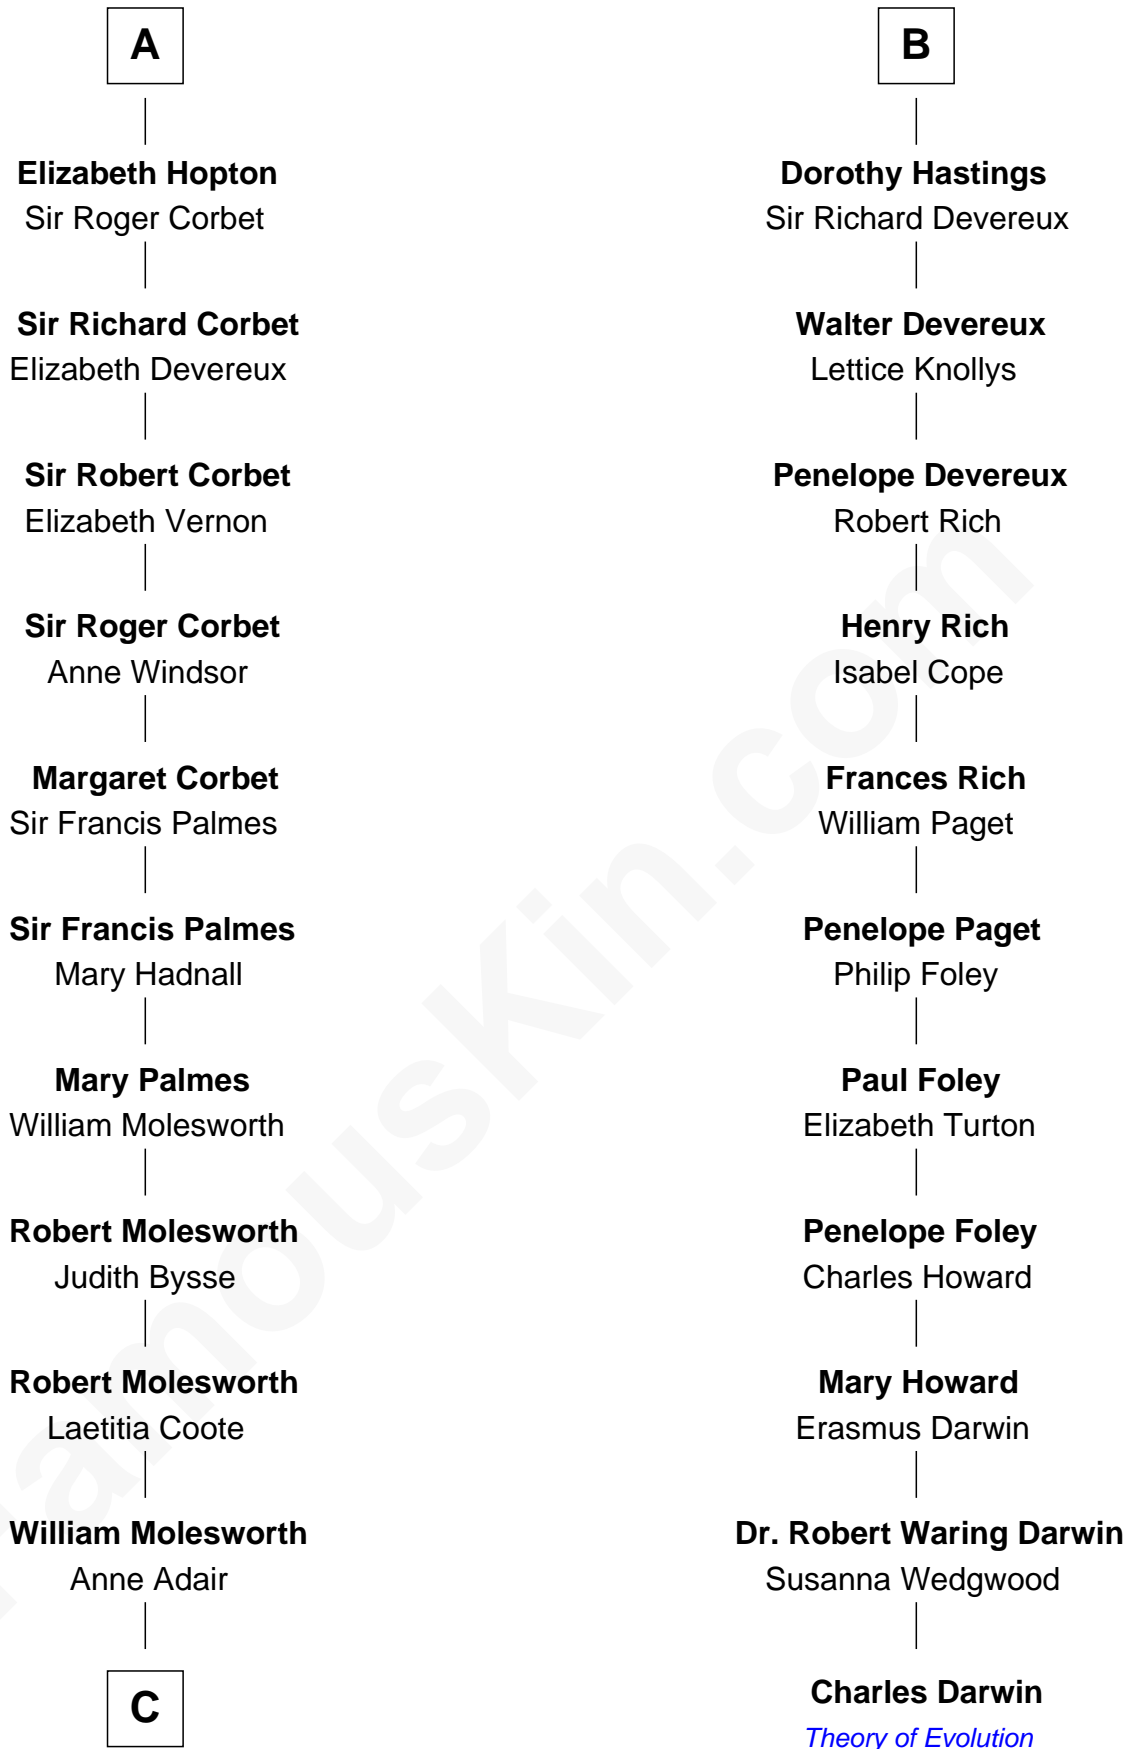 A
Elizabeth Hopton
Sir Roger Corbet
Sir Richard Corbet
Elizabeth Devereux
Sir Robert Corbet
Elizabeth Vernon
Sir Roger Corbet
Anne Windsor
Margaret Corbet
Sir Francis Palmes
Sir Francis Palmes
Mary Hadnall
Mary Palmes
William Molesworth
Robert Molesworth
Judith Bysse
Robert Molesworth
Laetitia Coote
William Molesworth
Anne Adair
C
B
Dorothy Hastings
Sir Richard Devereux
Walter Devereux
Lettice Knollys
Penelope Devereux
Robert Rich
Henry Rich
Isabel Cope
Frances Rich
William Paget
Penelope Paget
Philip Foley
Paul Foley
Elizabeth Turton
Penelope Foley
Charles Howard
Mary Howard
Erasmus Darwin
Dr. Robert Waring Darwin
Susanna Wedgwood
Charles Darwin
Theory of Evolution
FamousKin.com